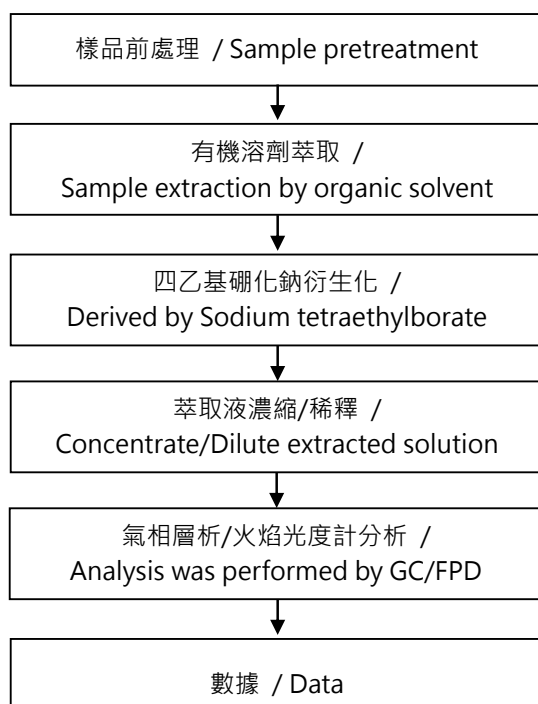 樣品前處理 / Sample pretreatment
有機溶劑萃取 /
Sample extraction by organic solvent
四乙基硼化鈉衍生化 /
Derived by Sodium tetraethylborate
萃取液濃縮/稀釋 /
Concentrate/Dilute extracted solution
氣相層析/火焰光度計分析 /
Analysis was performed by GC/FPD
數據 / Data